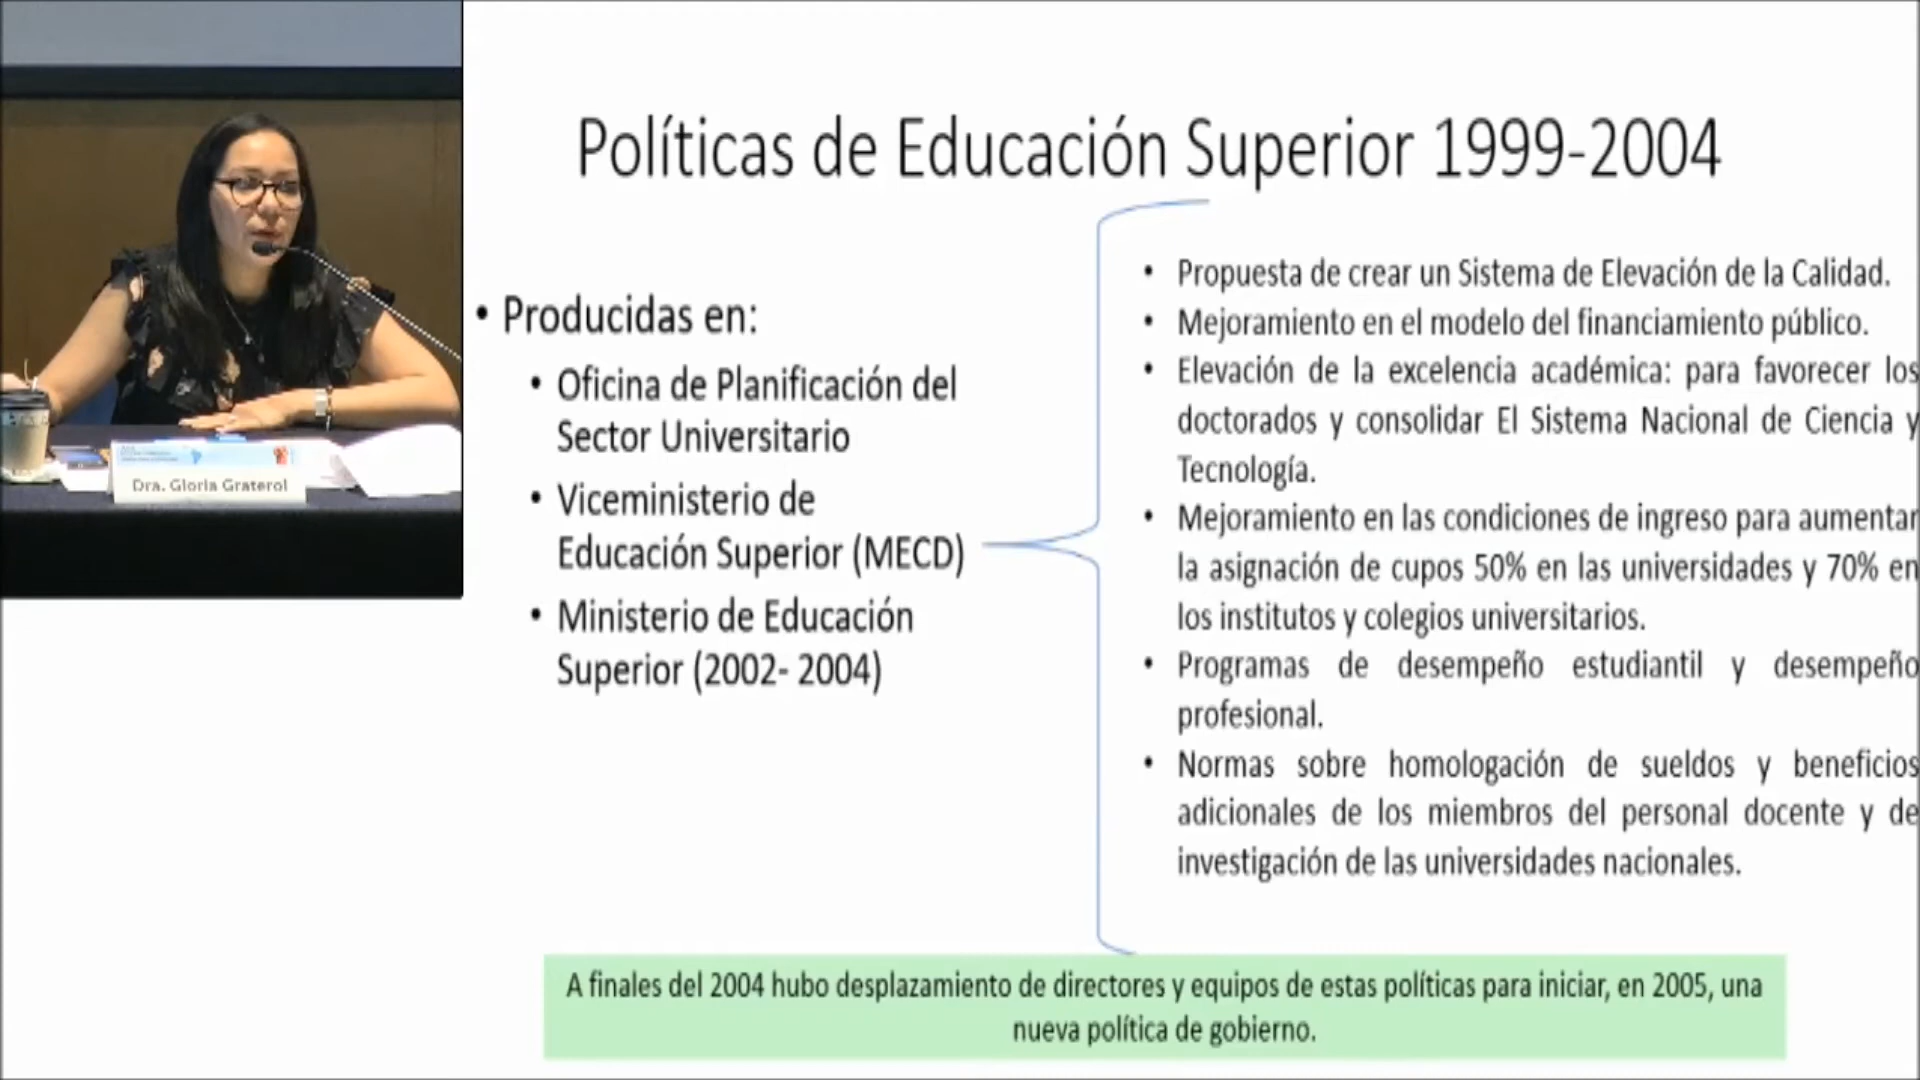 Políticas de Educación Superior 1999-2004
• Producidas en:
• Oficina de Planificación del
Sector Universitario
• Viceministerio de
Educación Superior (MECD)
• Ministerio de Educación
Superior (2002- 2004)
• Propuesta de crear un Sistema de Elevación de la Calidad.
• Mejoramiento en el modelo del financiamiento público.
• Elevación de la excelencia académica: para favorecer los
doctorados y consolidar El Sistema Nacional de Ciencia y
Tecnología.
• Mejoramiento en las condiciones de ingreso para aumentar
la asignación de cupos 50% en las universidades y 70% en
los institutos y colegios universitarios.
• Programas de desempeño estudiantil y desempeño
profesional.
• Normas sobre homologación de sueldos y beneficios
adicionales de los miembros del personal docente y de
investigación de las universidades nacionales.
A finales del 2004 hubo desplazamiento de directores y equipos de estas políticas para iniciar, en 2005, una
nueva política de gobierno.
Dra. Gloria Graterol